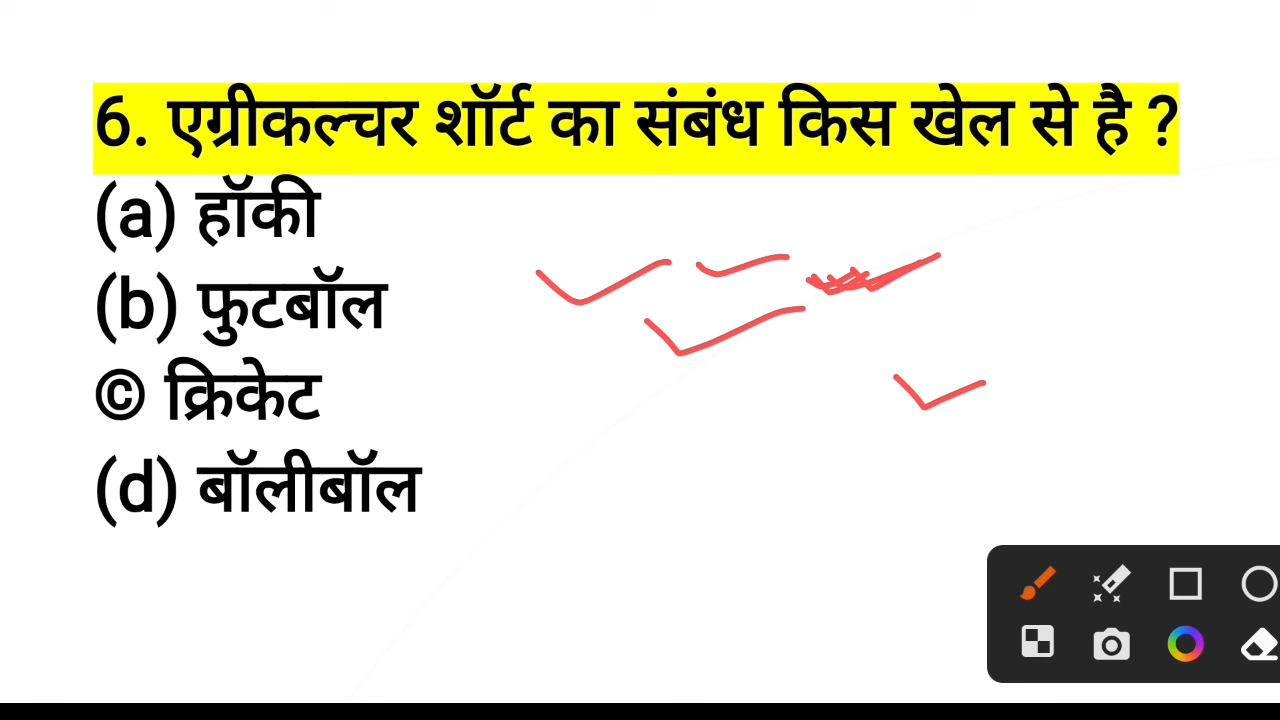 6. एग्रीकल्चर शॉर्ट का संबंध किस खेल से है ?
(a) हॉकी
(b) फुटबॉल
© क्रिकेट
(d) बॉलीबॉल